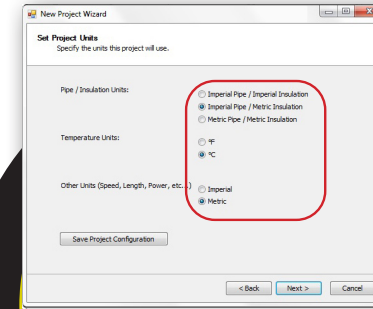 New Project Wizard
Set Project Units
Specify the units this project will use.
Pipe / Insulation Units:
Imperial Pipe / Imperial Insulation
Imperial Pipe / Metric Insulation
Metric Pipe / Metric Insulation
Temperature Units:
°F
°C
Other Units (Speed, Length, Power, etc...)
Imperial
Metric
Save Project Configuration
< Back Next > Cancel